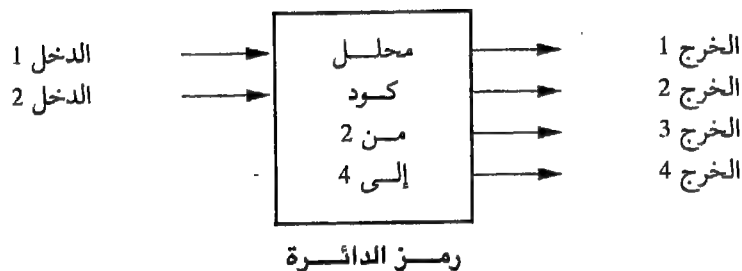 الدخل 1
الدخل 2
محلل
كود
من 2
إلى 4
الخرج 1
الخرج 2
الخرج 3
الخرج 4
رمز الدائرة